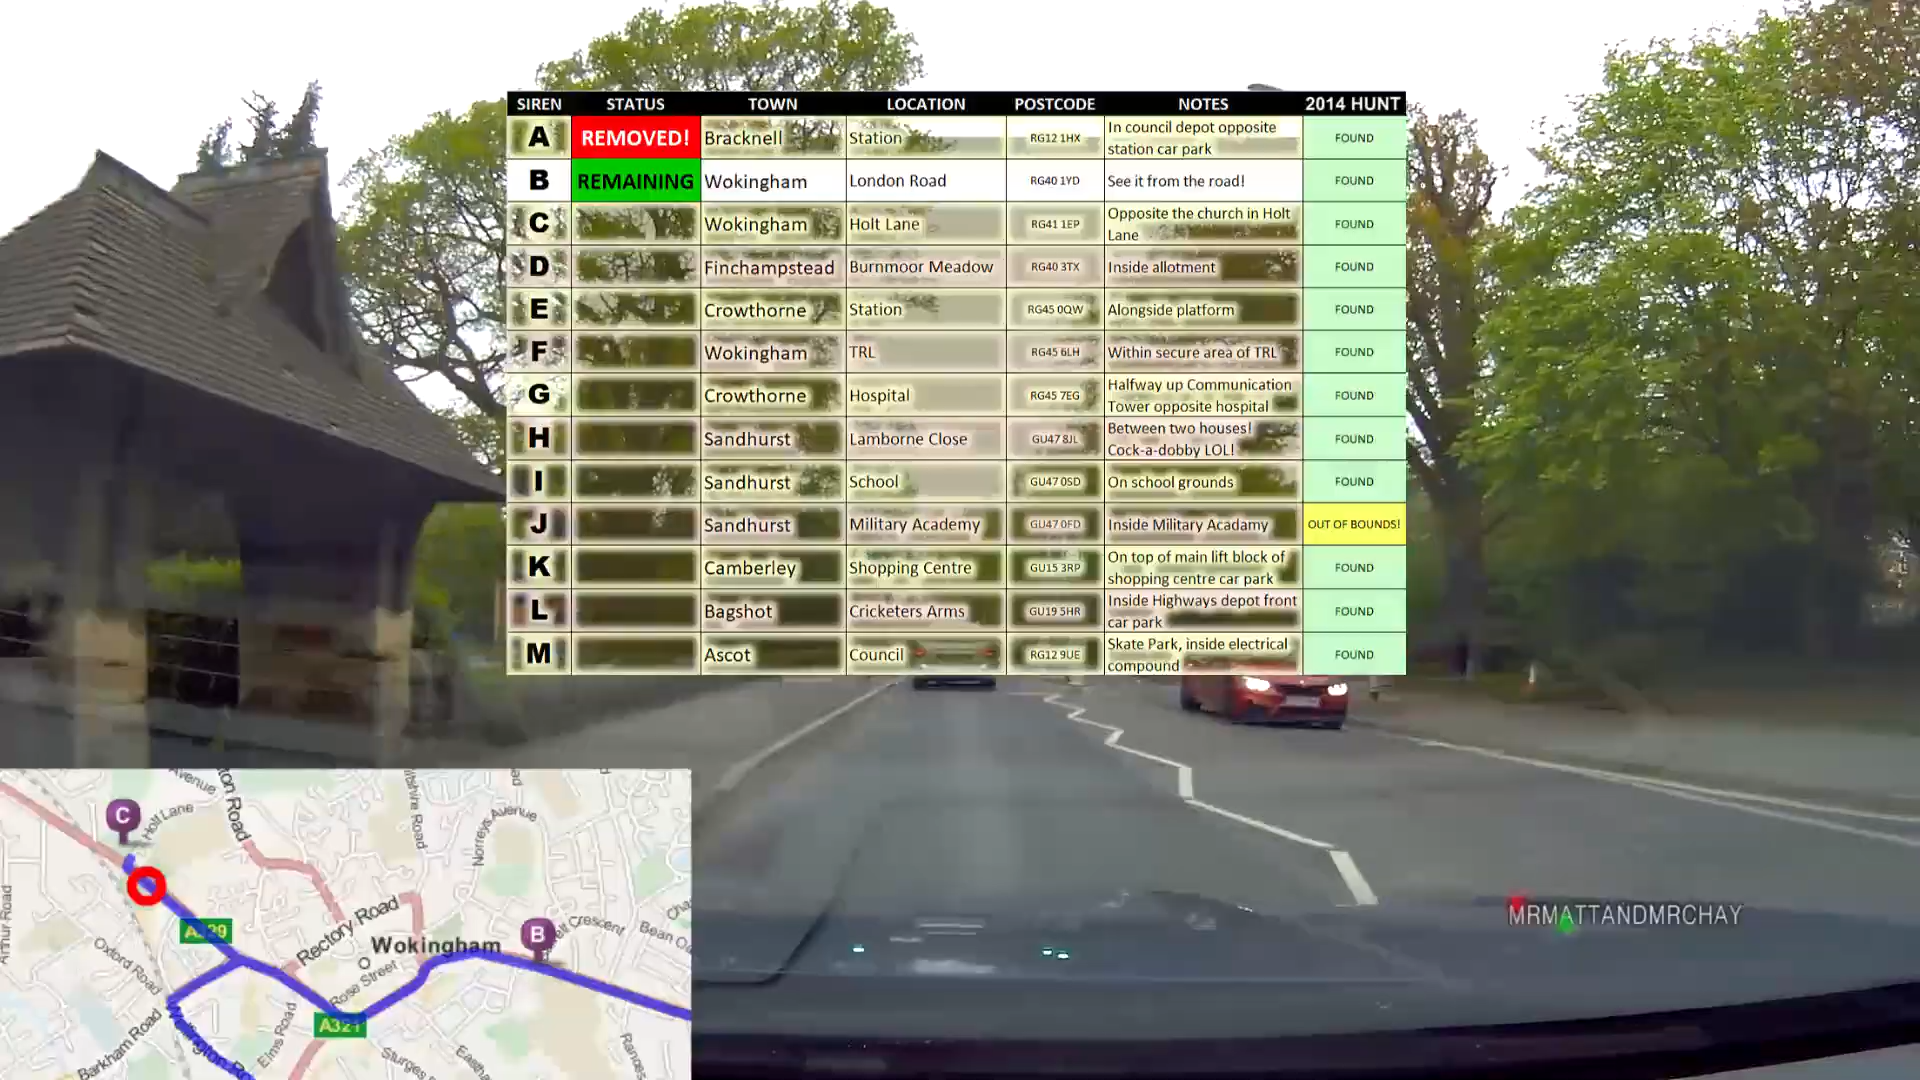 SIREN STATUS TOWN LOCATION POSTCODE NOTES 2014 HUNT
A REMOVED! Bracknell Station RG12 1HX In council depot opposite station car park FOUND
B REMAINING Wokingham London Road RG40 1YD See it from the road! FOUND
C Wokingham Holt Lane RG41 1EP Opposite the church in Holt Lane FOUND
D Finchampstead Burnmoor Meadow RG40 3TX Inside allotment FOUND
E Crowthorne Station RG45 0QW Alongside platform FOUND
F Wokingham TRL RG45 6LH Within secure area of TRL FOUND
G Crowthorne Hospital RG45 7EG Halfway up Communication Tower opposite hospital FOUND
H Sandhurst Lamborne Close GU47 8JL Between two houses! Cock-a-dobby LOL! FOUND
I Sandhurst School GU47 0SD On school grounds FOUND
J Sandhurst Military Academy GU47 0FD Inside Military Acadamy OUT OF BOUNDS!
K Camberley Shopping Centre GU15 3RP On top of main lift block of shopping centre car park FOUND
L Bagshot Cricketers Arms GU19 5HR Inside Highways depot front car park FOUND
M Ascot Council RG12 9UE Skate Park, inside electrical compound FOUND
Avenue
C
Holt Lane
Norreys Avenue
Arthur Road
A329
Rectory Road
Wokingham
B
Crescent
Oxford Road
Rose Street
A321
Barkham Road
Elms Road
MRMATTANDMRCHAY